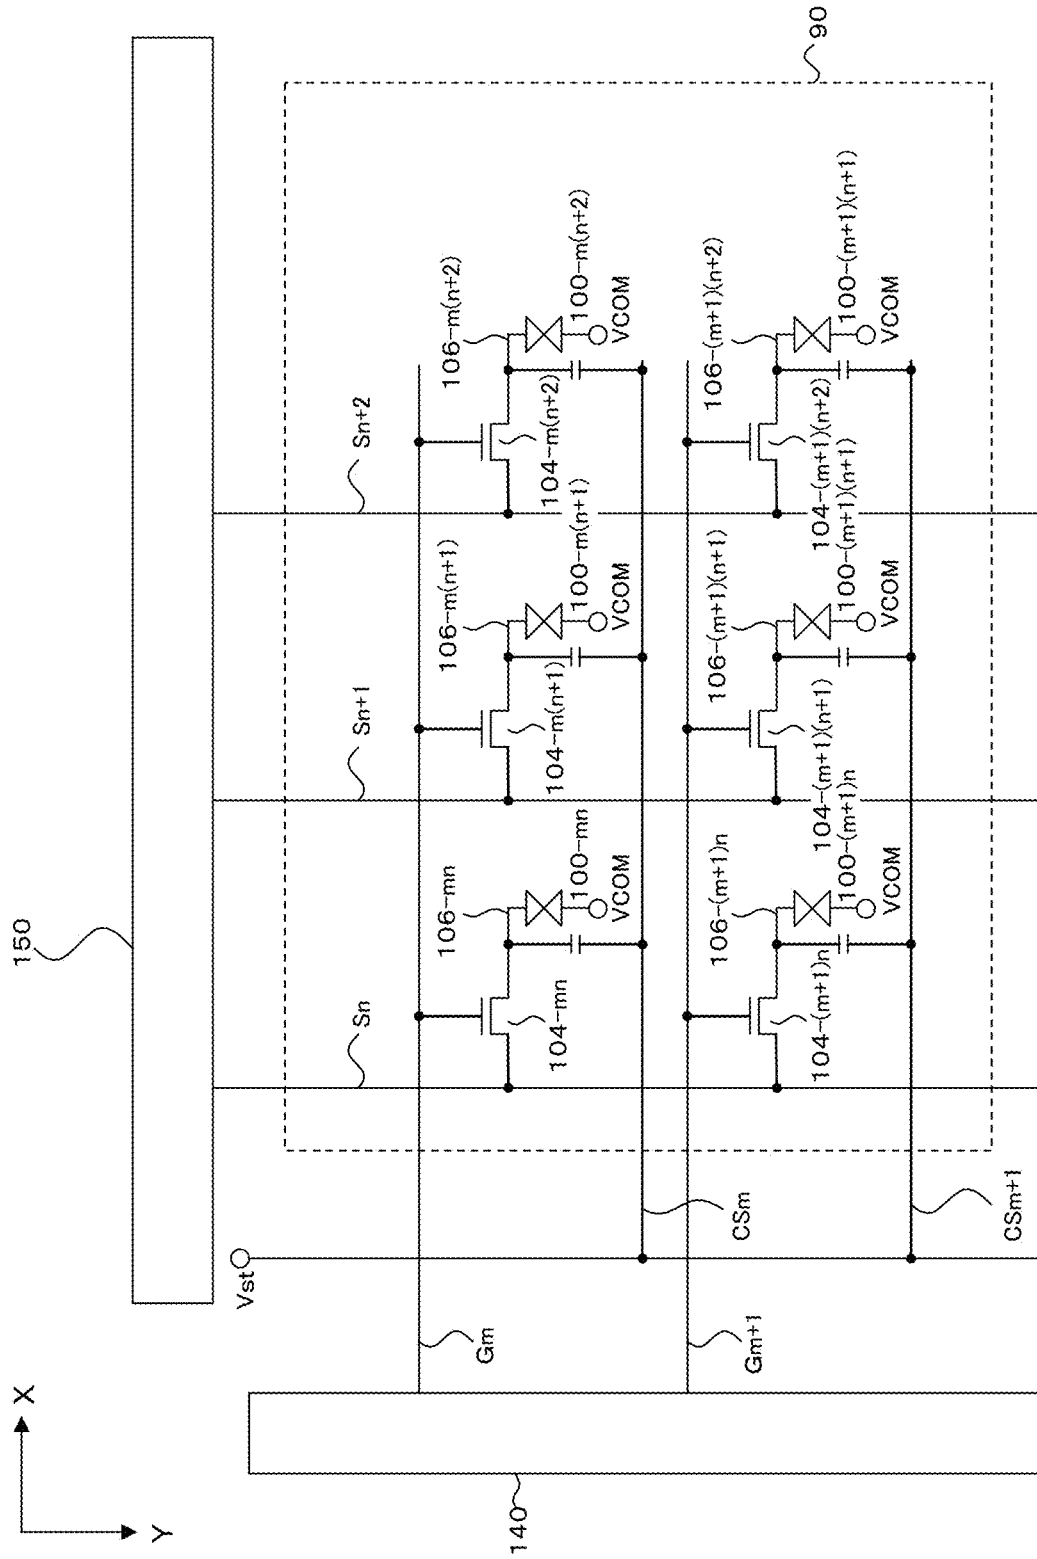 X
Y
150
140
90
Vst
Sn
Sn+1
Sn+2
Gm
106-mn
106-m(n+1)
106-m(n+2)
104-mn
104-m(n+1)
104-m(n+2)
100-mn
100-m(n+1)
100-m(n+2)
VCOM
VCOM
VCOM
CSm
Gm+1
106-(m+1)n
106-(m+1)(n+1)
106-(m+1)(n+2)
104-(m+1)n
104-(m+1)(n+1)
104-(m+1)(n+2)
100-(m+1)n
100-(m+1)(n+1)
100-(m+1)(n+1)
VCOM
VCOM
VCOM
CSm+1